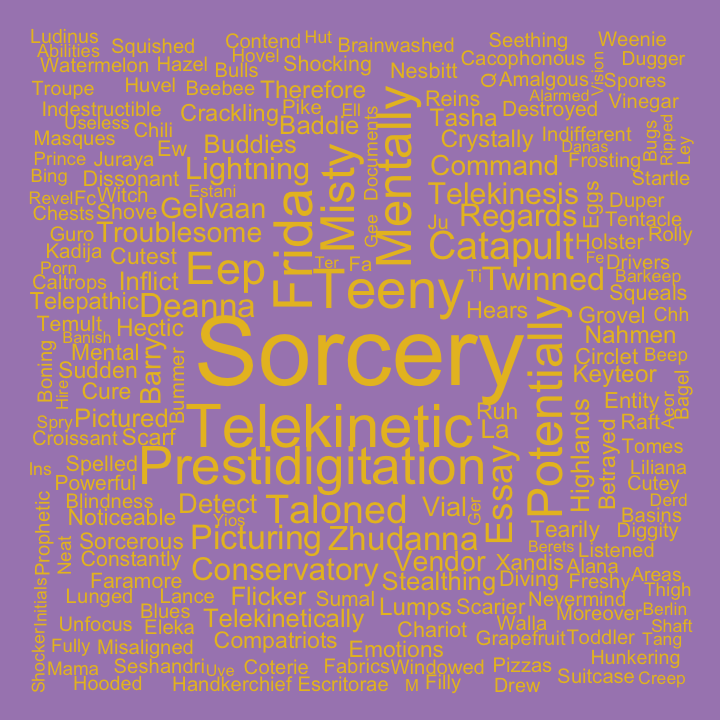 Ludinus
Abilities
Squished
Contend
Hut
Brainwashed
Seething
Weenie
Watermelon
Hazel
Hovel
Bulls
Shocking
Nesbitt
Cacophonous
Vision
Dugger
Troupe
Huvel
Beebee
Therefore
Amalgous
Spores
Indestructible
Crackling
Pike
Ell
Documents
Mentally
Reins
Tasha
Alarmed
Destroyed
Vinegar
Useless
Chili
Baddie
Crystally
Indifferent
Bugs
Ripped
Ley
Masques
Ew
Buddies
Misty
Danas
Prince
Juraya
Lightning
Command
Frosting
Startle
Bing
Dissonant
Estani
Frida
Telekinesis
Eggs
Duper
Revel
Fc
Witch
Gelvaan
Gee
Ju
Regards
Tentacle
Chests
Shove
Guro
Troublesome
Catapult
Holster
Rolly
Kadija
Cutest
Eep
Ter
Fa
Fe
Drivers
Porn
Inflict
Teeny
Ti
Twinned
Barkeep
Caltrops
Squeals
Telepathic
Deanna
Hears
Potentially
Grovel
Chh
Temult
Hectic
Nahmen
Banish
Mental
Barry
Sorcery
Circlet
Beep
Boning
Sudden
Bummer
Keyteor
Hire
Cure
Entity
Aeor
Bagel
Spry
Pictured
Telekinetic
Ruh
La
Highlands
Betrayed
Raft
Croissant
Scarf
Tomes
Ins
Spelled
Prestidigitation
Essay
Liliana
Powerful
Cutey
Blindness
Detect
Taloned
Vial
Ger
Derd
Noticeable
Yios
Basins
Prophetic
Neat
Sorcerous
Picturing
Zhudanna
Tearily
Diggity
Constantly
Conservatory
Vendor
Xandis
Berets
Listened
Alana
Faramore
Flicker
Stealthing
Diving
Freshy
Areas
Initials
Lunged
Lance
Sumal
Lumps
Scarier
Nevermind
Thigh
Blues
Telekinetically
Moreover
Berlin
Unfocus
Eleka
Chariot
Walla
Shaft
Shocker
Fully
Misaligned
Compatriots
Emotions
Grapefruit
Toddler
Tang
Mama
Seshandri
Uve
Coterie
Fabrics
Windowed
Pizzas
Hunkering
Hooded
Handkerchief
Escritorae
M
Filly
Drew
Suitcase
Creep